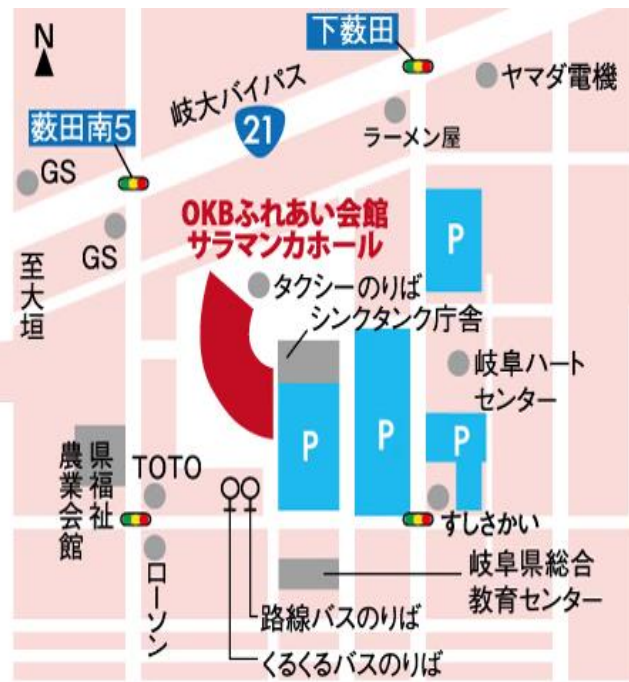 N
下薮田
ヤマダ電機
岐大バイパス
21
ラーメン屋
薮田南5
GS
GS
至大垣
OKBふれあい会館
サラマンカホール
タクシーのりば
シンクタンク庁舎
P
P
P
P
岐阜ハート
センター
県福祉
農業会館
TOTO
ローソン
すしさかい
岐阜県総合
教育センター
路線バスのりば
くるくるバスのりば